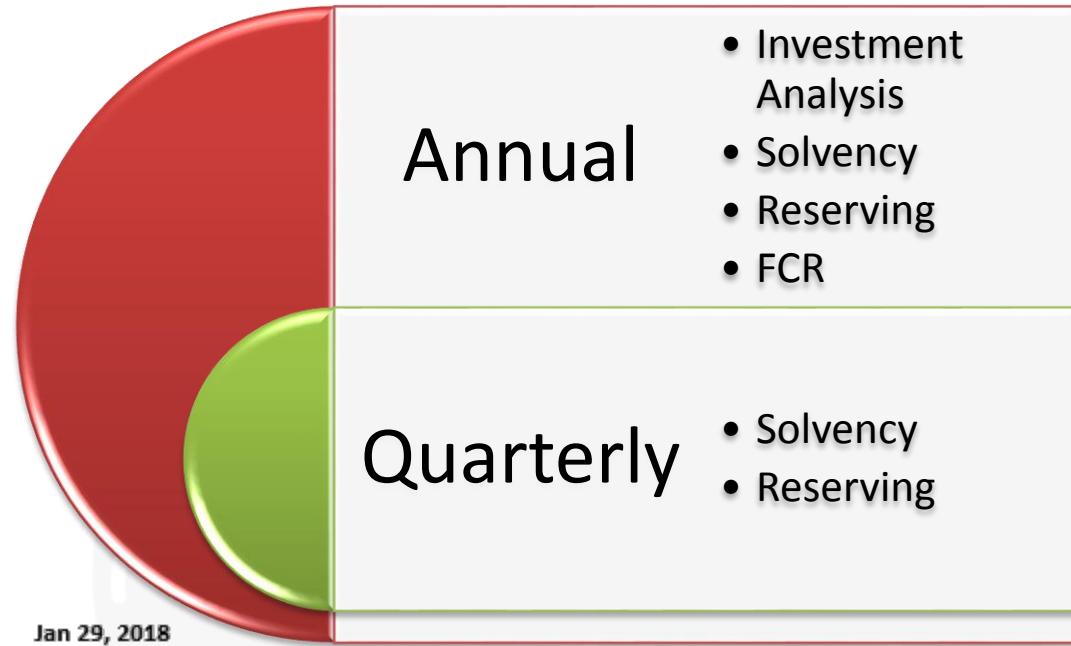 Annual
• Investment
Analysis
• Solvency
• Reserving
• FCR
Quarterly
• Solvency
• Reserving
Jan 29, 2018